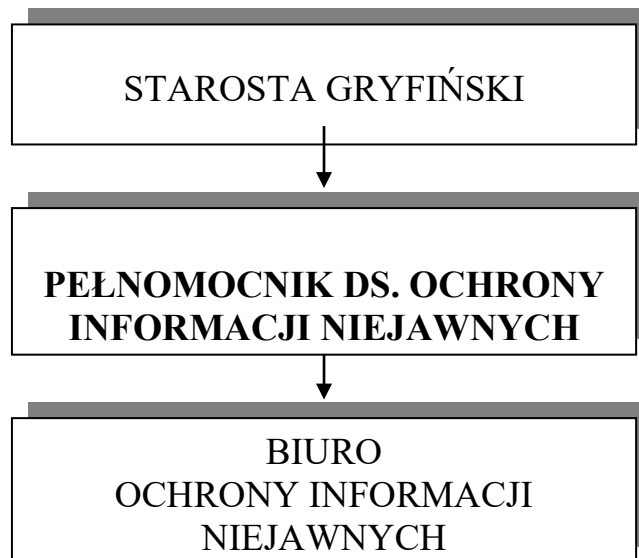 STAROSTA GRYFIŃSKI
PEŁNOMOCNIK DS. OCHRONY
INFORMACJI NIEJAWNYCH
BIURO
OCHRONY INFORMACJI
NIEJAWNYCH